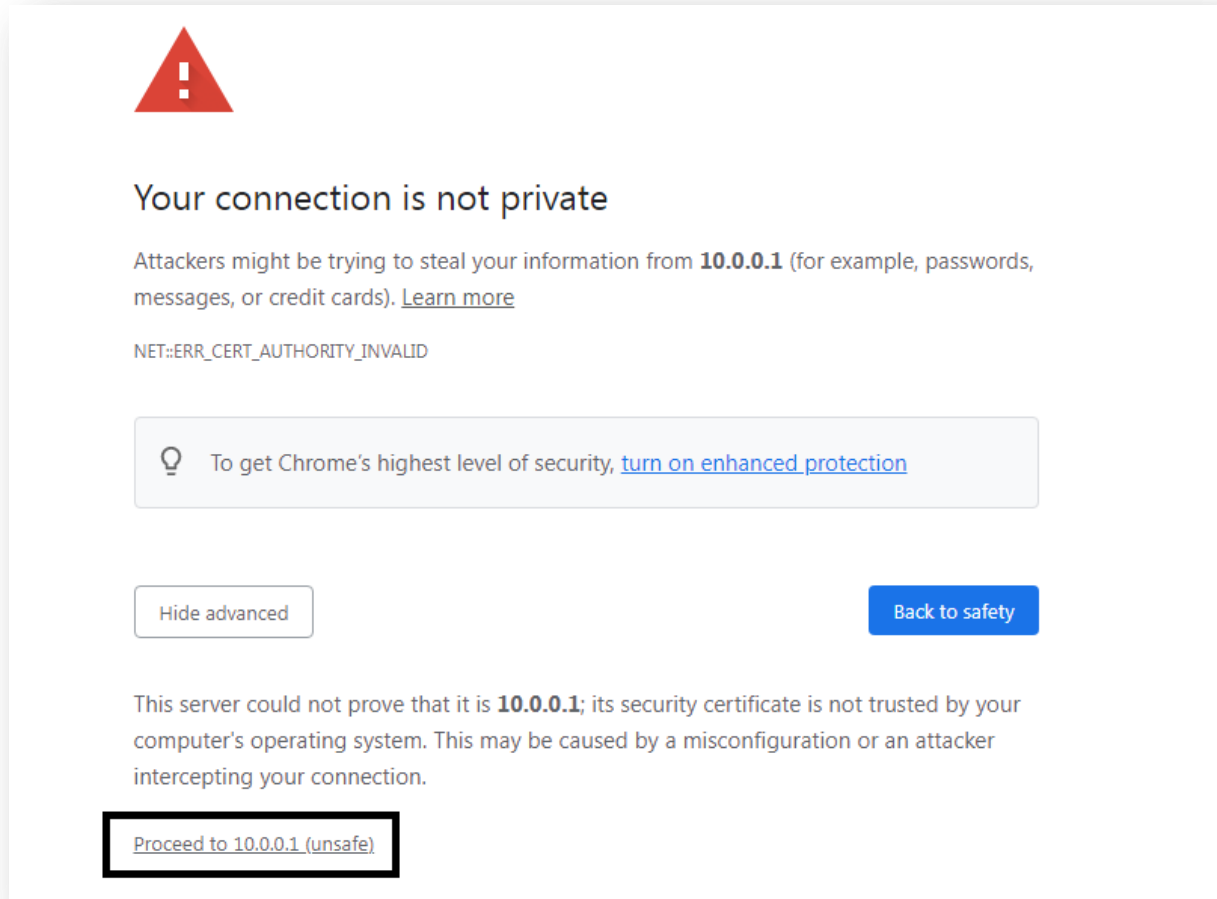 Your connection is not private
Attackers might be trying to steal your information from 10.0.0.1 (for example, passwords,
messages, or credit cards). Learn more
NET::ERR_CERT_AUTHORITY_INVALID
To get Chrome’s highest level of security, turn on enhanced protection
Hide advanced
Back to safety
This server could not prove that it is 10.0.0.1; its security certificate is not trusted by your
computer's operating system. This may be caused by a misconfiguration or an attacker
intercepting your connection.
Proceed to 10.0.0.1 (unsafe)